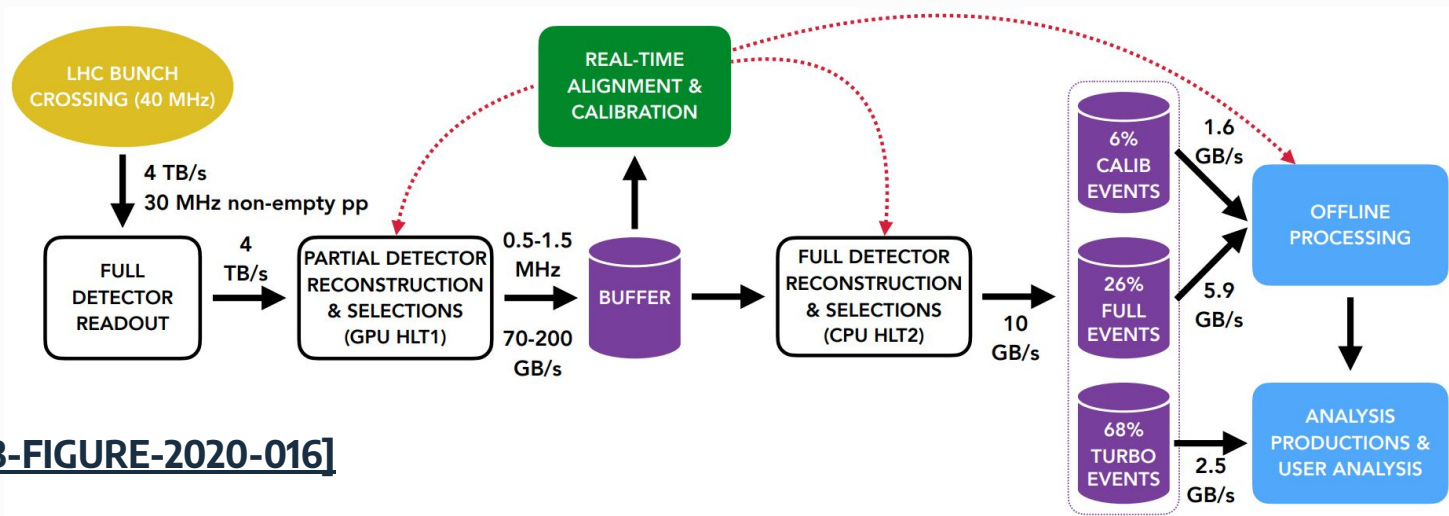 LHC BUNCH
CROSSING (40 MHz)
4 TB/s
30 MHz non-empty pp
FULL
DETECTOR
READOUT
4
TB/s
PARTIAL DETECTOR
RECONSTRUCTION
& SELECTIONS
(GPU HLT1)
0.5-1.5
MHz
70-200
GB/s
REAL-TIME
ALIGNMENT &
CALIBRATION
BUFFER
FULL DETECTOR
RECONSTRUCTION
& SELECTIONS
(CPU HLT2)
10
GB/s
6%
CALIB
EVENTS
26%
FULL
EVENTS
68%
TURBO
EVENTS
1.6
GB/s
5.9
GB/s
2.5
GB/s
OFFLINE
PROCESSING
ANALYSIS
PRODUCTIONS &
USER ANALYSIS
-FIGURE-2020-016]